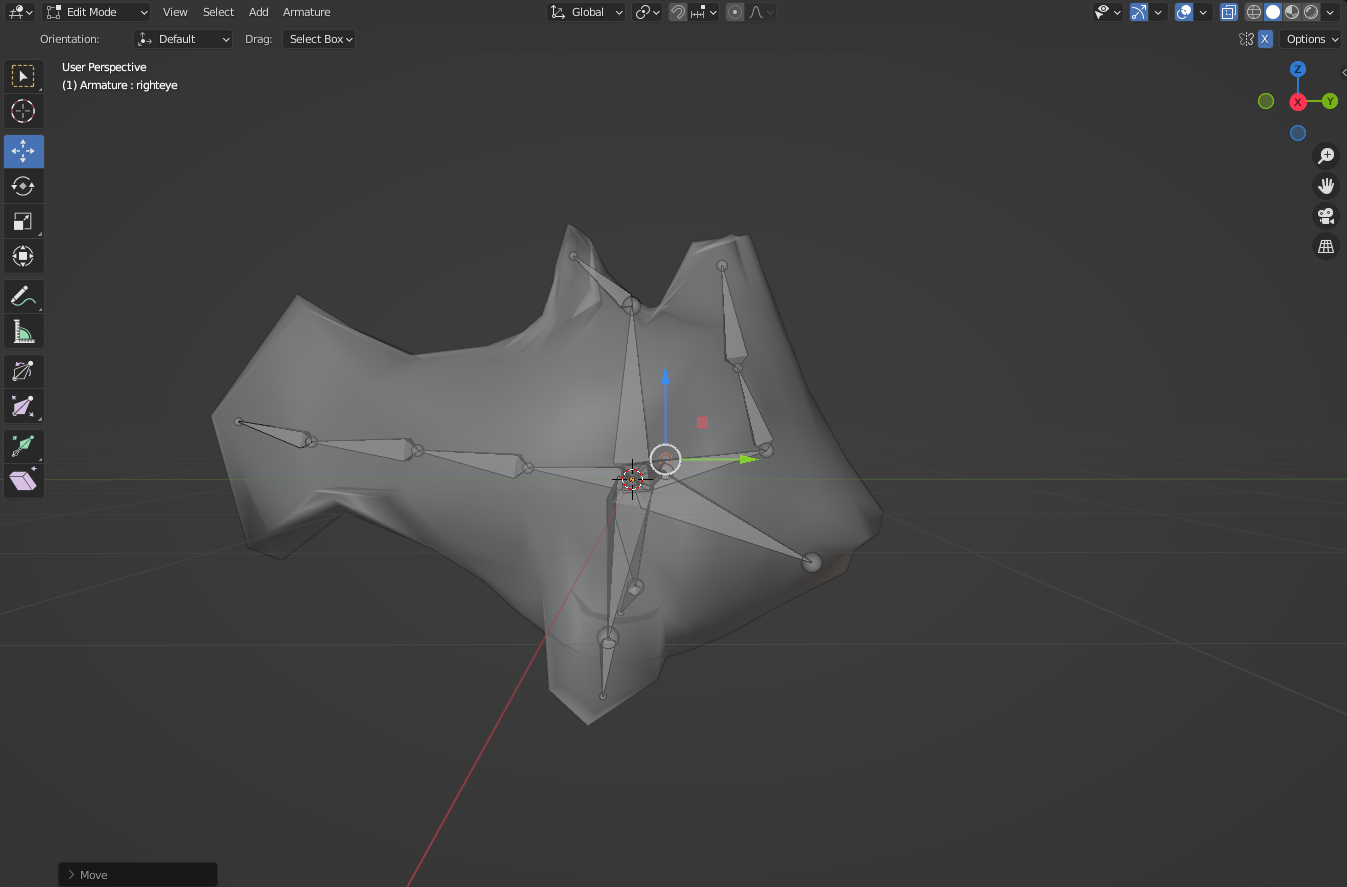 Edit Mode View Select Add Armature Global
Orientation: Default Drag: Select Box X Options
User Perspective
(1) Armature : righteye
Z
X Y
Move